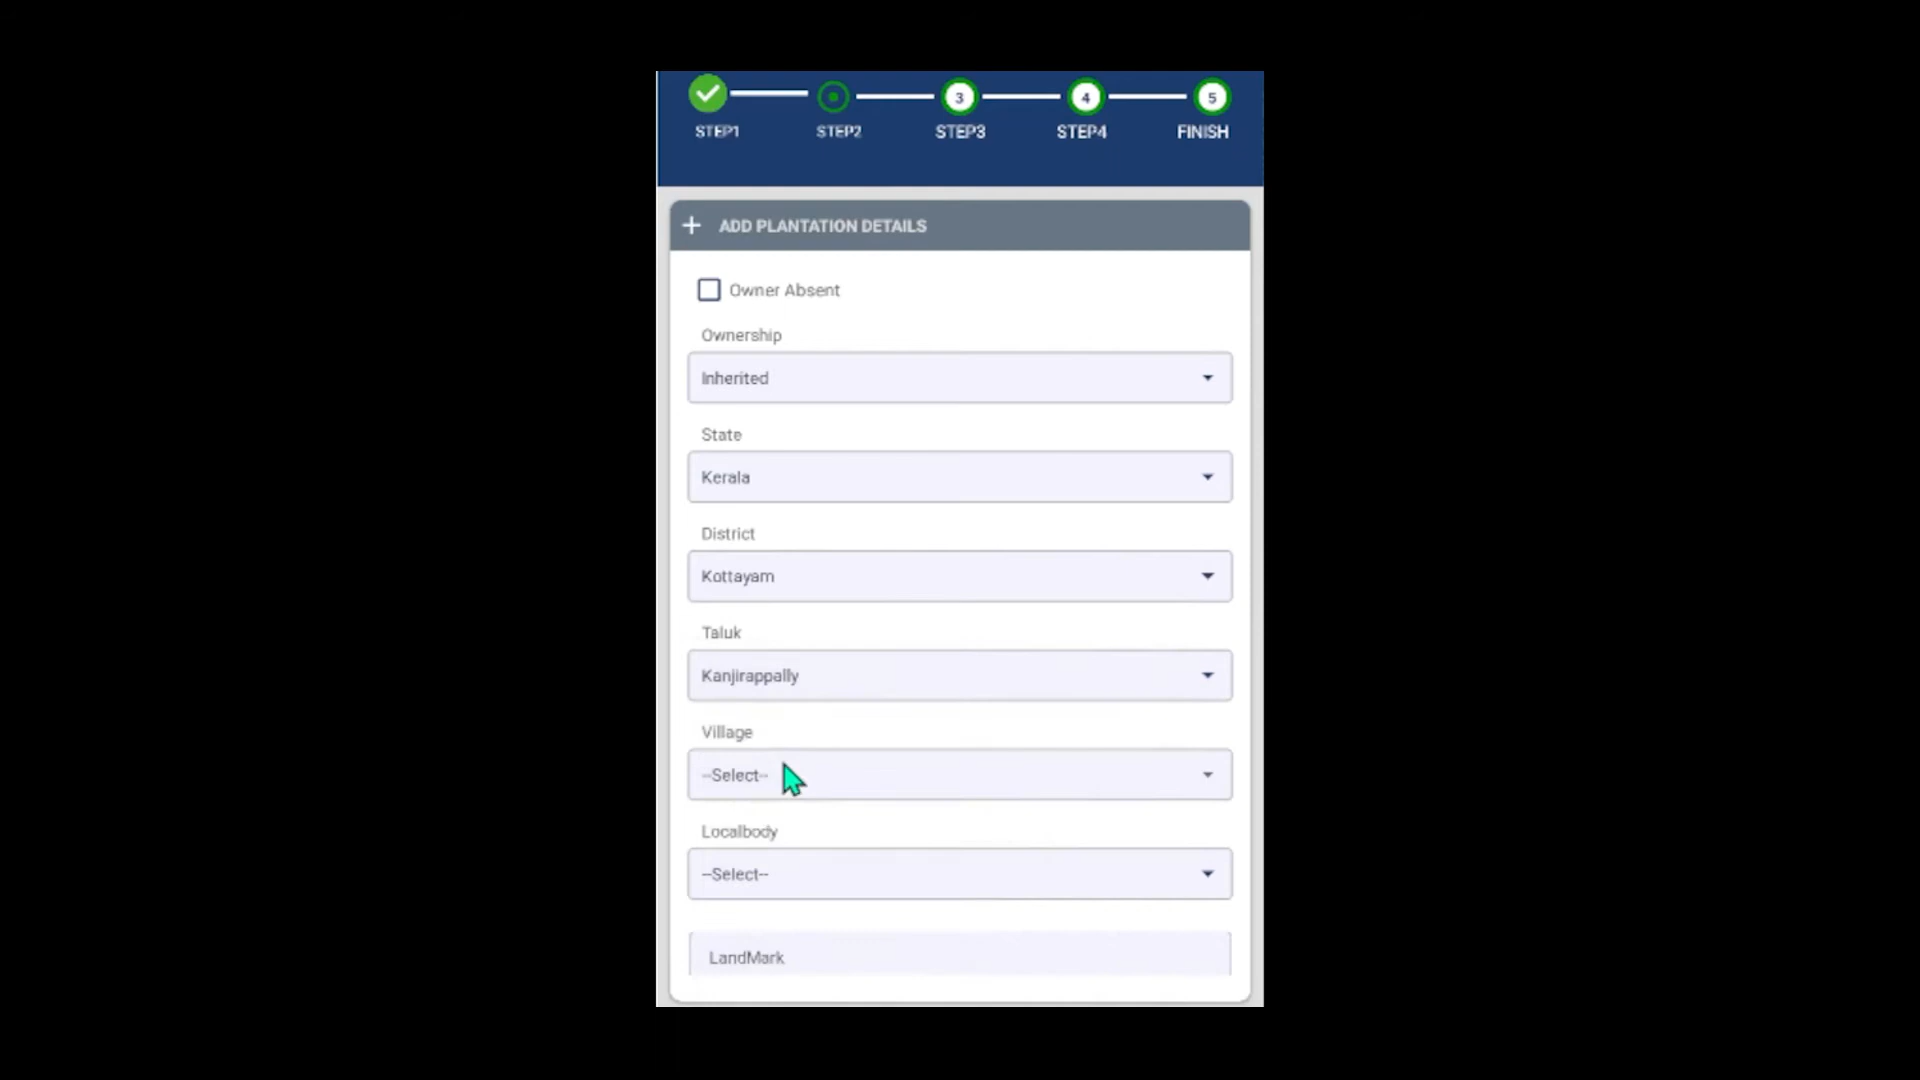 3 4 5
STEP1 STEP2 STEP3 STEP4 FINISH
+ ADD PLANTATION DETAILS
Owner Absent
Ownership
Inherited
State
Kerala
District
Kottayam
Taluk
Kanjirappally
Village
--Select--
Localbody
--Select--
LandMark